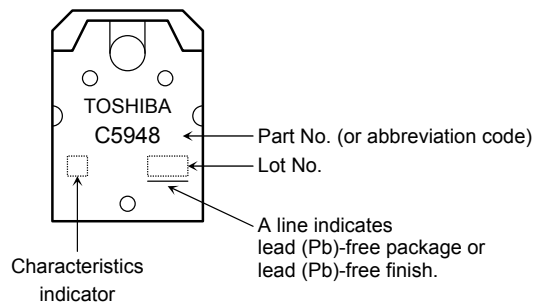 TOSHIBA
C5948
Part No. (or abbreviation code)
Lot No.
A line indicates
lead (Pb)-free package or
lead (Pb)-free finish.
Characteristics
indicator